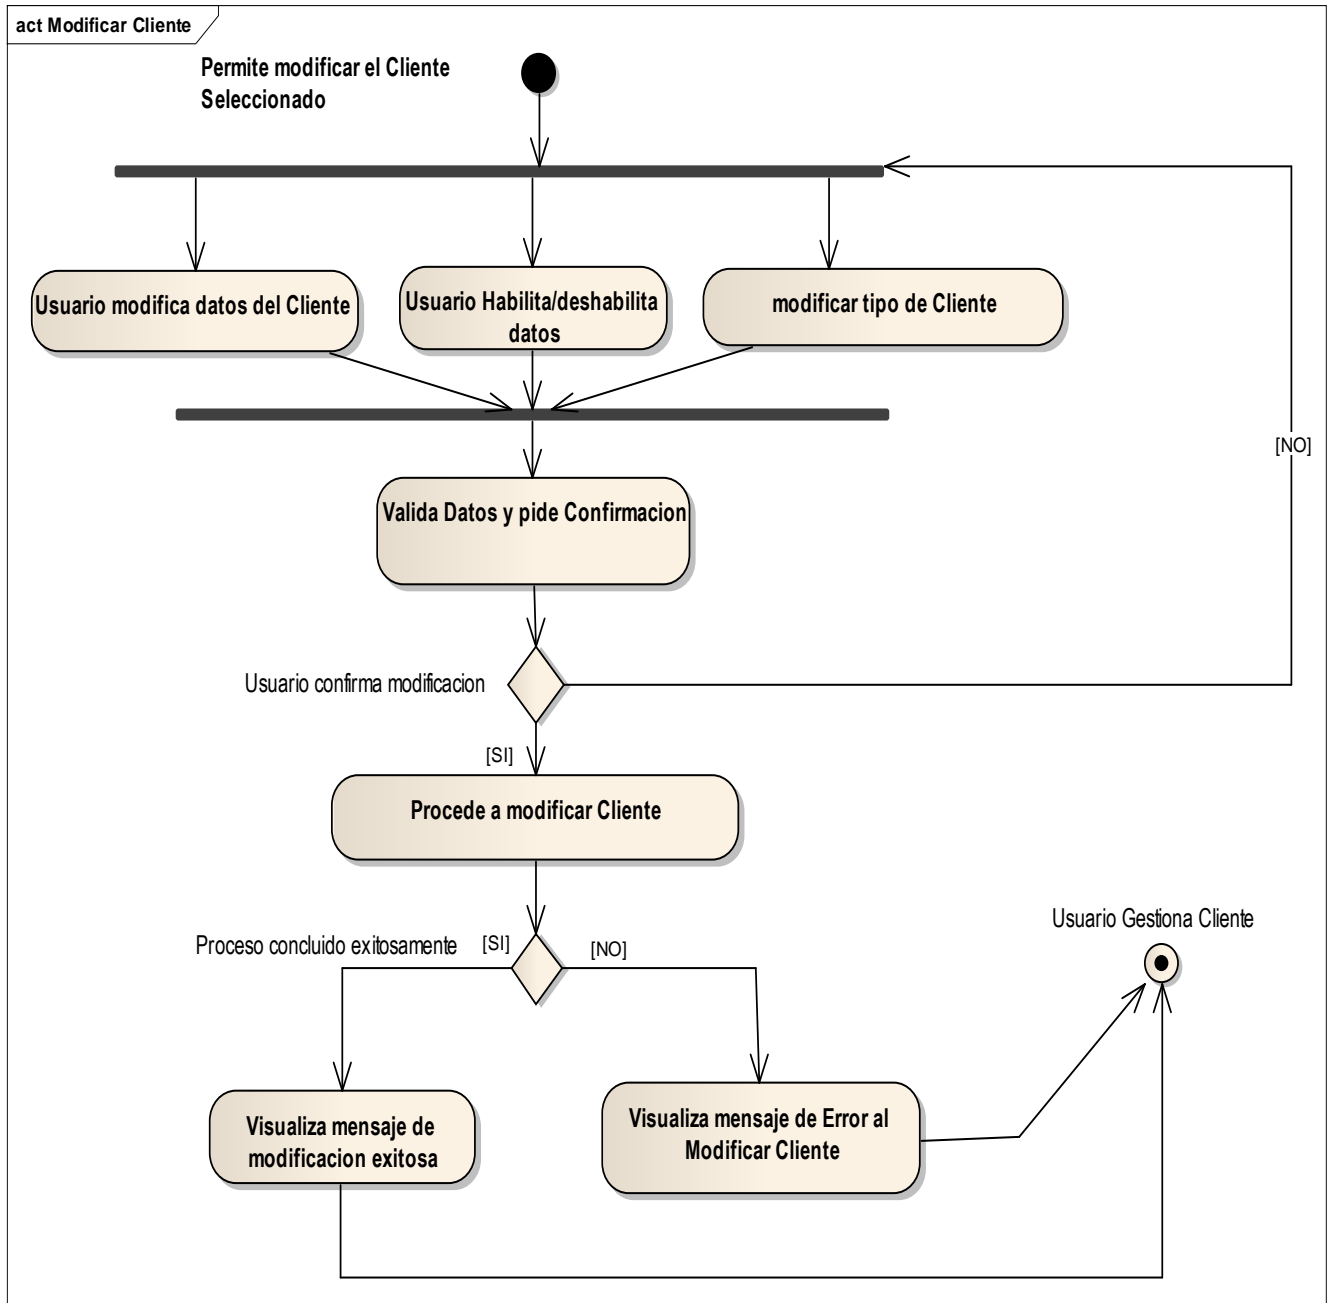 act Modificar Cliente
Permite modificar el Cliente
Seleccionado
Usuario modifica datos del Cliente
Usuario Habilita/deshabilita
datos
modificar tipo de Cliente
[NO]
Valida Datos y pide Confirmacion
Usuario confirma modificacion
[SI]
Procede a modificar Cliente
Usuario Gestiona Cliente
Proceso concluido exitosamente
[SI]
[NO]
Visualiza mensaje de
modificacion exitosa
Visualiza mensaje de Error al
Modificar Cliente